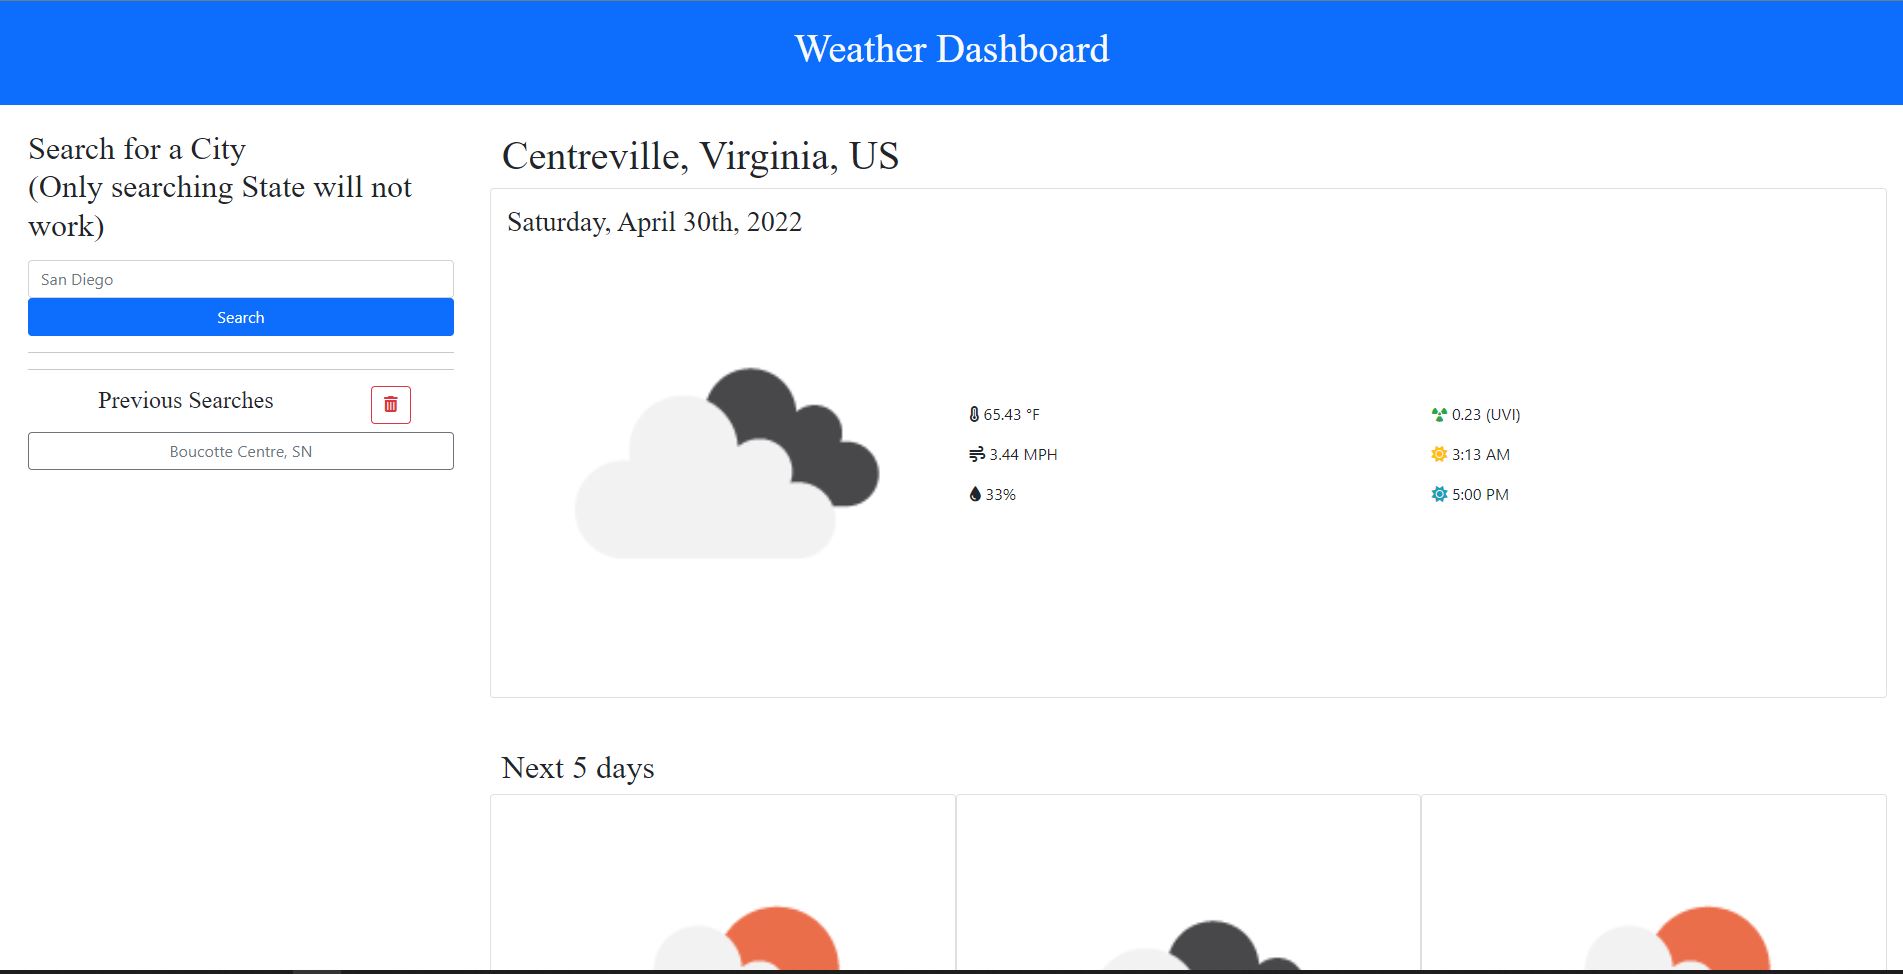 Weather Dashboard
Search for a City
(Only searching State will not
work)
San Diego
Search
Previous Searches
Boucotte Centre, SN
Centreville, Virginia, US
Saturday, April 30th, 2022
65.43 °F
3.44 MPH
33%
0.23 (UVI)
3:13 AM
5:00 PM
Next 5 days